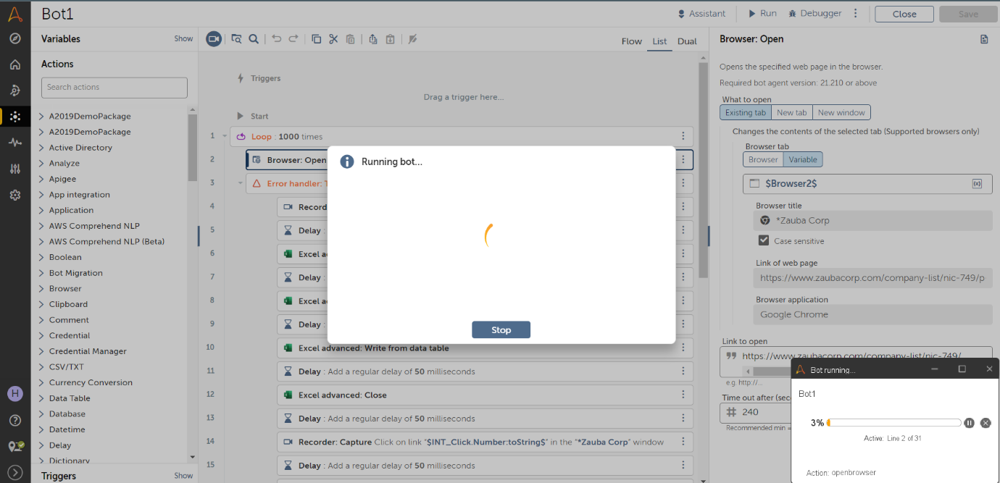 Bot1
Assistant
Run
Debugger
Close
Save
Variables
Show
Actions
Search actions
A2019DemoPackage
A2019DemoPackage
Active Directory
Analyze
Apigee
App integration
Application
AWS Comprehend NLP
AWS Comprehend NLP (Beta)
Boolean
Bot Migration
Browser
Clipboard
Comment
Credential
Credential Manager
CSV/TXT
Currency Conversion
Data Table
Database
Datetime
Delay
Dictionary
Triggers
Show
H
Flow
List
Dual
Triggers
Drag a trigger here...
Start
1 Loop : 1000 times
2 Browser: Open
3 Error handler:
4 Record
5 Delay :
6 Excel a
7 Delay :
8 Excel a
9 Delay :
10 Excel advanced: Write from data table
11 Delay : Add a regular delay of 50 milliseconds
12 Excel advanced: Close
13 Delay : Add a regular delay of 50 milliseconds
14 Recorder: Capture Click on link "$INT_Click.Number:toString$" in the "*Zauba Corp" window
15 Delay : Add a regular delay of 50 milliseconds
Running bot...
Stop
Browser: Open
Opens the specified web page in the browser.
Required bot agent version: 21.210 or above
What to open
Existing tab
New tab
New window
Changes the contents of the selected tab (Supported browsers only)
Browser tab
Browser
Variable
$Browser2$
(x)
Browser title
*Zauba Corp
Case sensitive
Link of web page
https://www.zaubacorp.com/company-list/nic-749/p
Browser application
Google Chrome
Link to open
https://www.zaubacorp.com/company-list/nic-749/
e.g. http://...
Time out after (seco
240
Recommended min =
Bot running...
Bot1
3%
Active: Line 2 of 31
Action: openbrowser